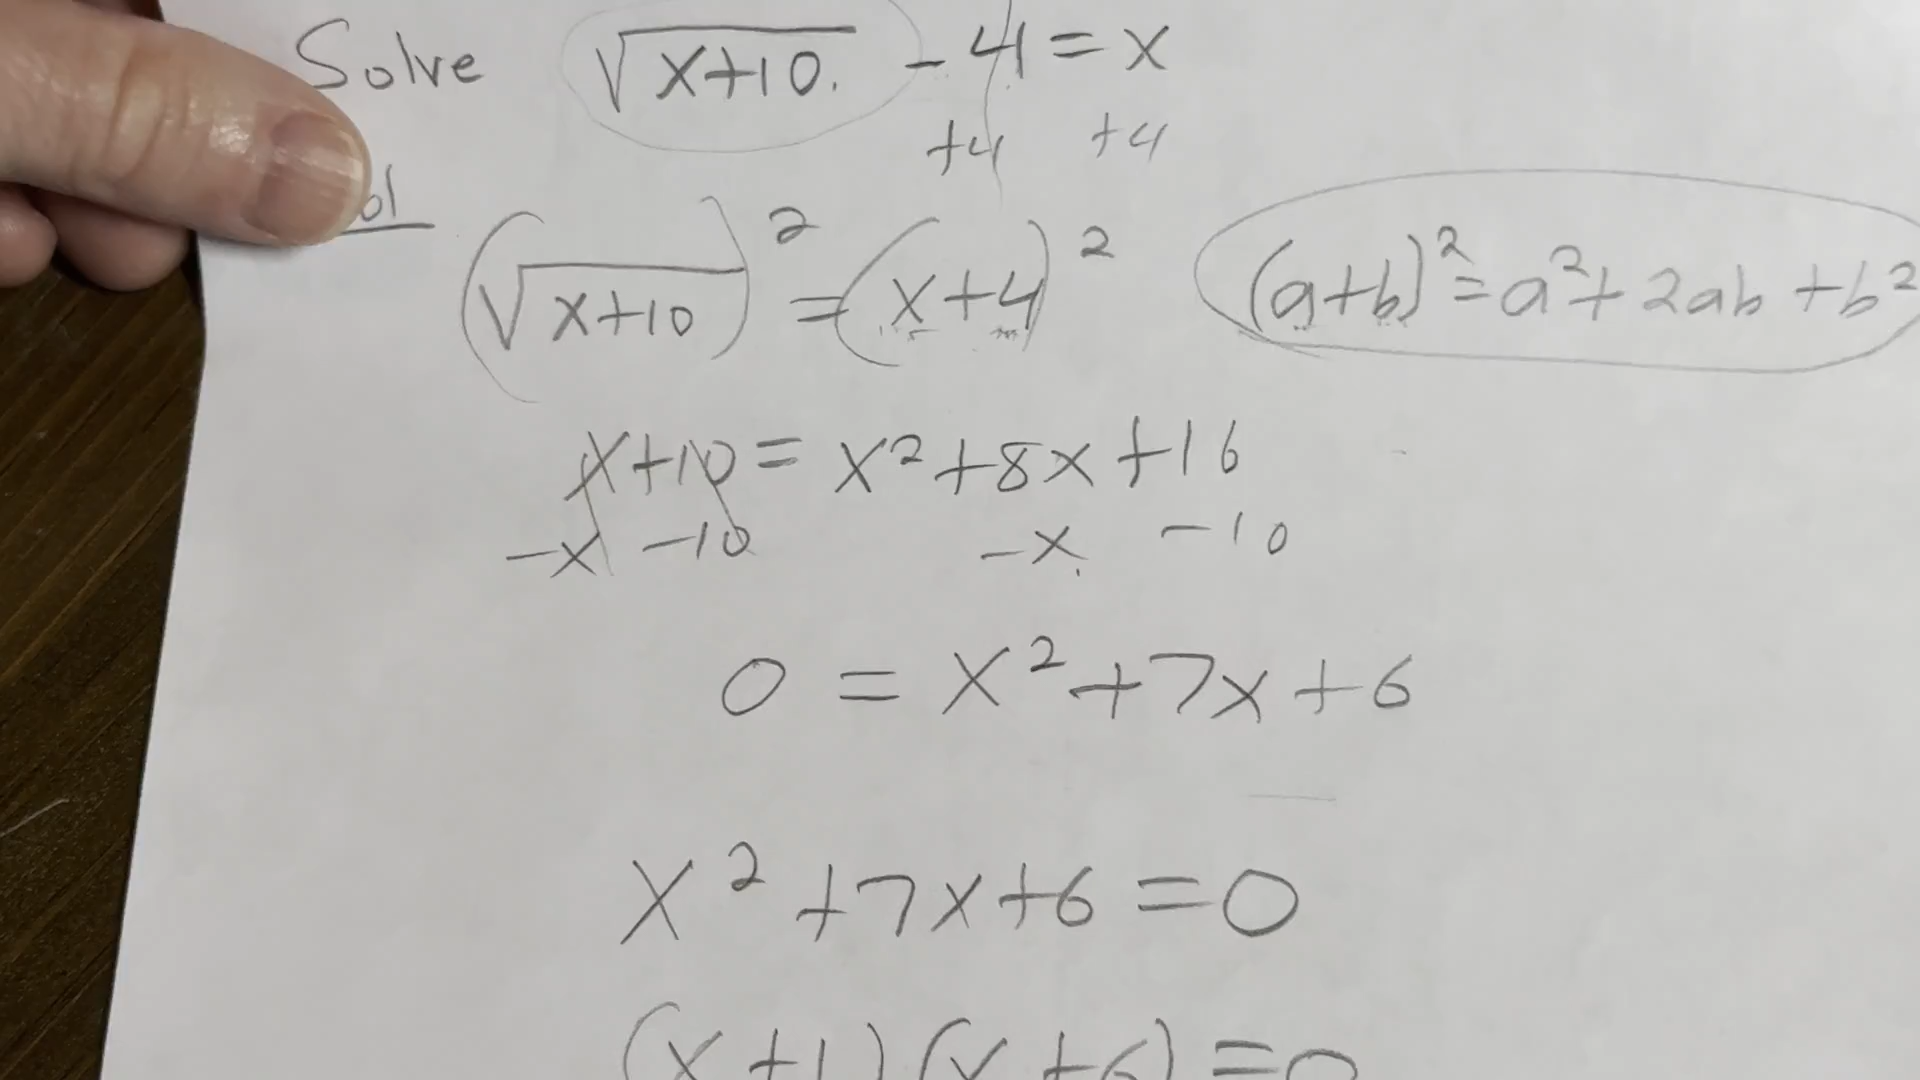 Solve √x+10. - 4 = x
+4 +4
ol
(√x+10)² = (x+4)² (a+b)² = a² + 2ab + b²
x+10 = x² + 8x + 16
-x -10 -x -10
0 = x² + 7x + 6
x² + 7x + 6 = 0
(x+1)(x+6) = 0